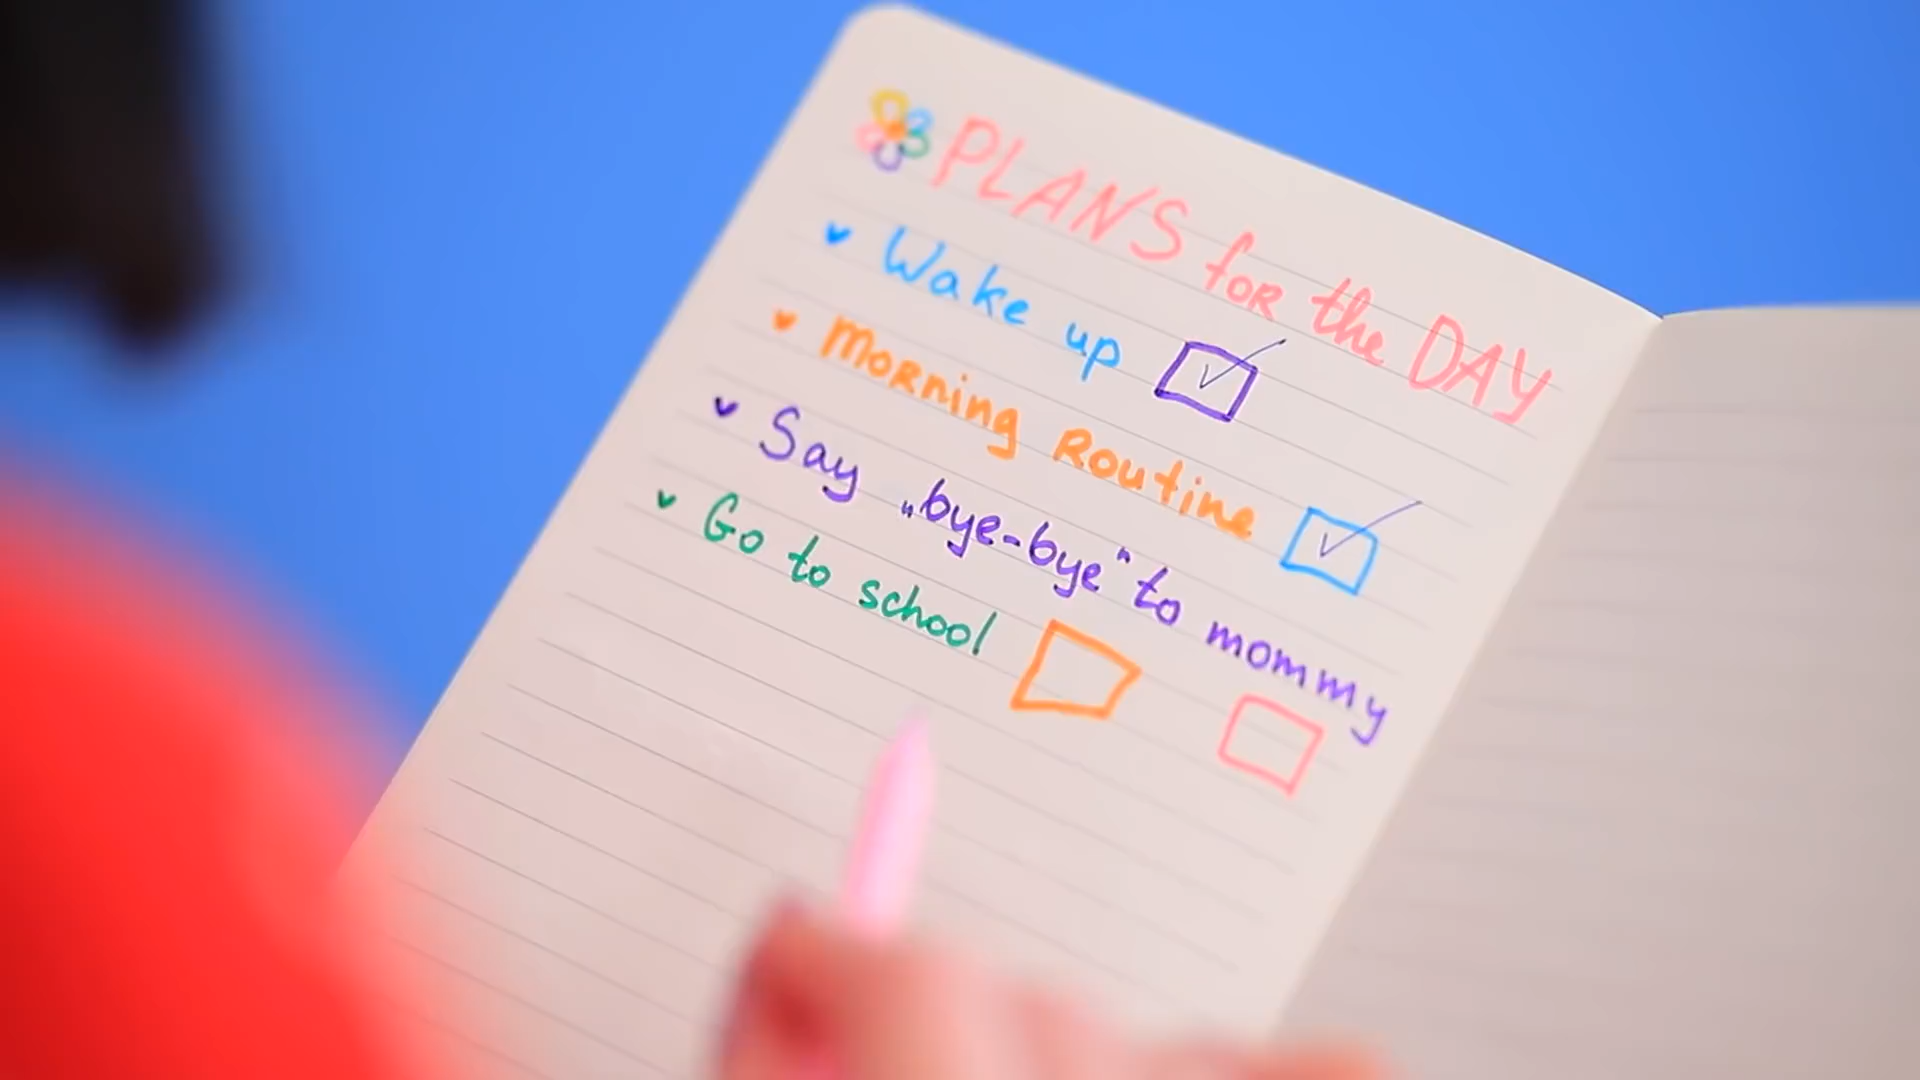 PLANS for the DAY
Wake up
Morning Routine
Say „bye-bye“ to mommy
Go to school